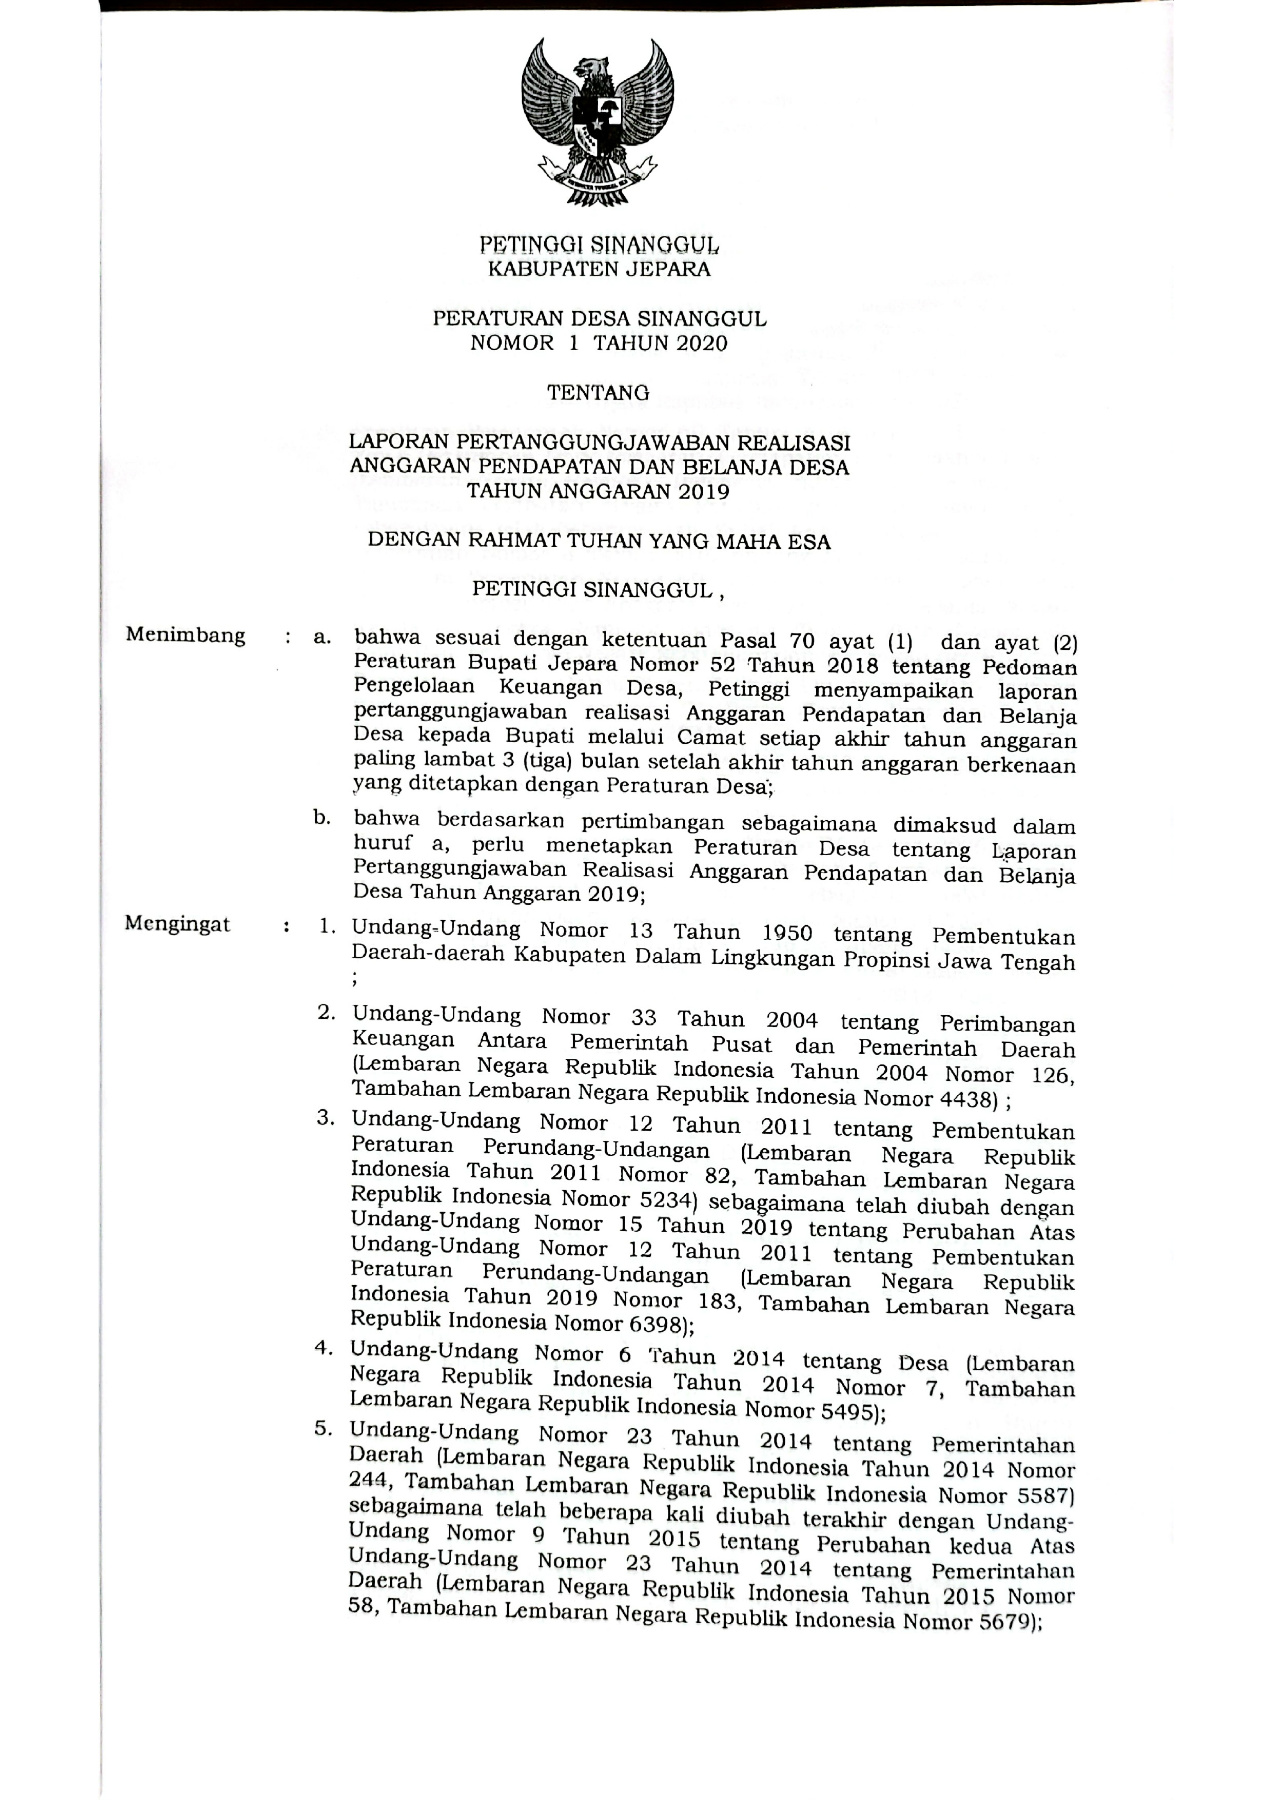 PETINGGI SINANGGUL
KABUPATEN JEPARA
PERATURAN DESA SINANGGUL
NOMOR 1 TAHUN 2020
TENTANG
LAPORAN PERTANGGUNGJAWABAN REALISASI
ANGGARAN PENDAPATAN DAN BELANJA DESA
TAHUN ANGGARAN 2019
DENGAN RAHMAT TUHAN YANG MAHA ESA
PETINGGI SINANGGUL ,
Menimbang : a. bahwa sesuai dengan ketentuan Pasal 70 ayat (1) dan ayat (2)
Peraturan Bupati Jepara Nomor 52 Tahun 2018 tentang Pedoman
Pengelolaan Keuangan Desa, Petinggi menyampaikan laporan
pertanggungjawaban realisasi Anggaran Pendapatan dan Belanja
Desa kepada Bupati melalui Camat setiap akhir tahun anggaran
paling lambat 3 (tiga) bulan setelah akhir tahun anggaran berkenaan
yang ditetapkan dengan Peraturan Desa;
b. bahwa berdasarkan pertimbangan sebagaimana dimaksud dalam
huruf a, perlu menetapkan Peraturan Desa tentang Laporan
Pertanggungjawaban Realisasi Anggaran Pendapatan dan Belanja
Desa Tahun Anggaran 2019;
Mengingat : 1. Undang-Undang Nomor 13 Tahun 1950 tentang Pembentukan
Daerah-daerah Kabupaten Dalam Lingkungan Propinsi Jawa Tengah
;
2. Undang-Undang Nomor 33 Tahun 2004 tentang Perimbangan
Keuangan Antara Pemerintah Pusat dan Pemerintah Daerah
(Lembaran Negara Republik Indonesia Tahun 2004 Nomor 126,
Tambahan Lembaran Negara Republik Indonesia Nomor 4438) ;
3. Undang-Undang Nomor 12 Tahun 2011 tentang Pembentukan
Peraturan Perundang-Undangan (Lembaran Negara Republik
Indonesia Tahun 2011 Nomor 82, Tambahan Lembaran Negara
Republik Indonesia Nomor 5234) sebagaimana telah diubah dengan
Undang-Undang Nomor 15 Tahun 2019 tentang Perubahan Atas
Undang-Undang Nomor 12 Tahun 2011 tentang Pembentukan
Peraturan Perundang-Undangan (Lembaran Negara Republik
Indonesia Tahun 2019 Nomor 183, Tambahan Lembaran Negara
Republik Indonesia Nomor 6398);
4. Undang-Undang Nomor 6 Tahun 2014 tentang Desa (Lembaran
Negara Republik Indonesia Tahun 2014 Nomor 7, Tambahan
Lembaran Negara Republik Indonesia Nomor 5495);
5. Undang-Undang Nomor 23 Tahun 2014 tentang Pemerintahan
Daerah (Lembaran Negara Republik Indonesia Tahun 2014 Nomor
244, Tambahan Lembaran Negara Republik Indonesia Nomor 5587)
sebagaimana telah beberapa kali diubah terakhir dengan Undang-
Undang Nomor 9 Tahun 2015 tentang Perubahan kedua Atas
Undang-Undang Nomor 23 Tahun 2014 tentang Pemerintahan
Daerah (Lembaran Negara Republik Indonesia Tahun 2015 Nomor
58, Tambahan Lembaran Negara Republik Indonesia Nomor 5679);